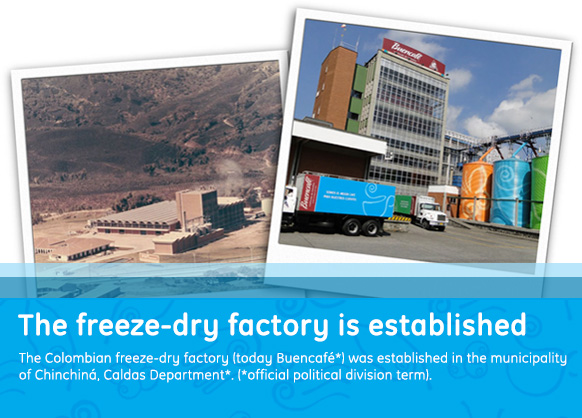 Buencafé
Buencafé
The freeze-dry factory is established
The Colombian freeze-dry factory (today Buencafé*) was established in the municipality
of Chinchiná, Caldas Department*. (*official political division term).